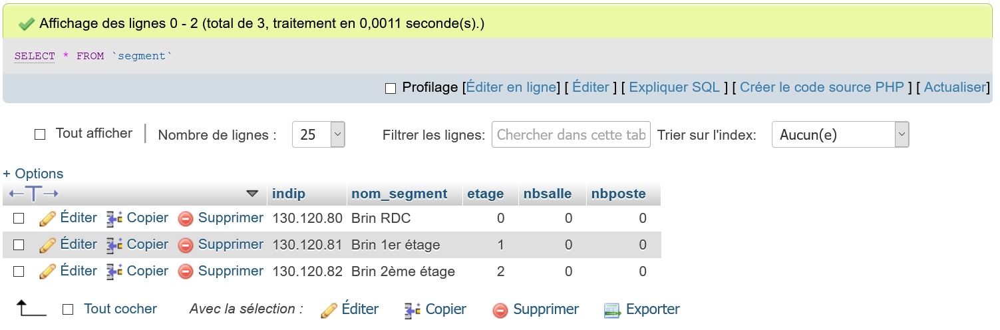 Affichage des lignes 0 - 2 (total de 3, traitement en 0,0011 seconde(s).)
SELECT * FROM `segment`
Profilage [Éditer en ligne] [ Éditer ] [ Expliquer SQL ] [ Créer le code source PHP ] [ Actualiser]
Tout afficher Nombre de lignes : 25 Filtrer les lignes: Chercher dans cette tab Trier sur l'index: Aucun(e)
+ Options
indip nom_segment etage nbsalle nbposte
Éditer Copier Supprimer 130.120.80 Brin RDC 0 0 0
Éditer Copier Supprimer 130.120.81 Brin 1er étage 1 0 0
Éditer Copier Supprimer 130.120.82 Brin 2ème étage 2 0 0
Tout cocher Avec la sélection : Éditer Copier Supprimer Exporter